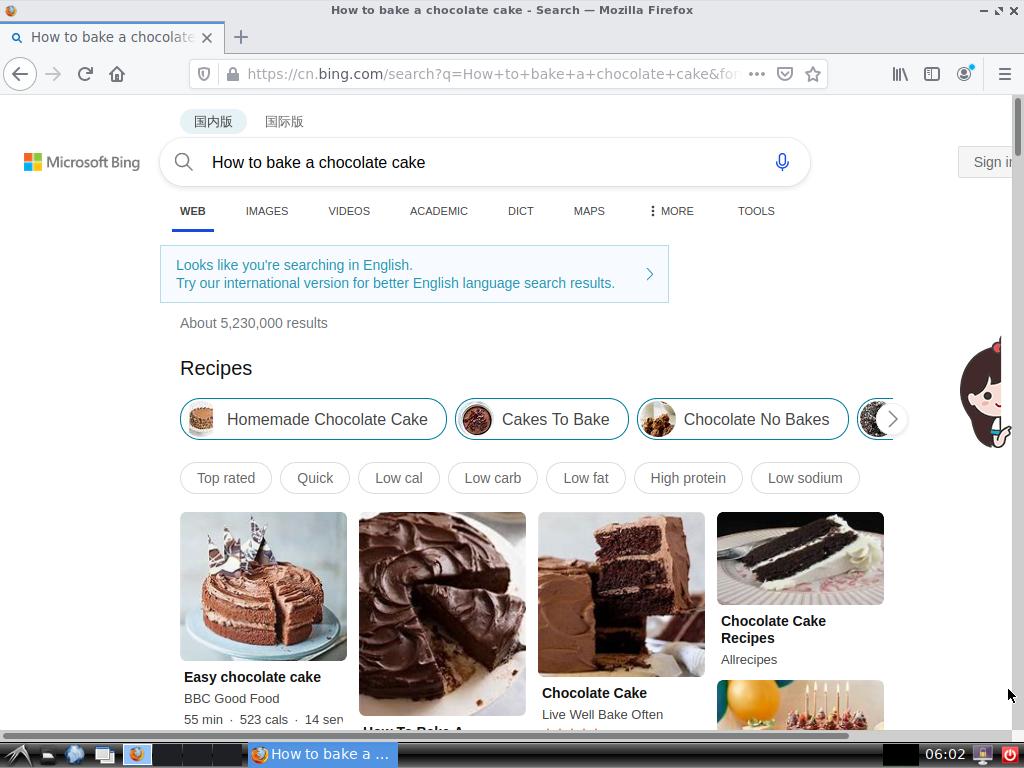 How to bake a chocolate cake - Search — Mozilla Firefox
How to bake a chocolate
https://cn.bing.com/search?q=How+to+bake+a+chocolate+cake&for
国内版 国际版
Microsoft Bing
How to bake a chocolate cake
Sign in
WEB IMAGES VIDEOS ACADEMIC DICT MAPS MORE TOOLS
Looks like you're searching in English.
Try our international version for better English language search results.
About 5,230,000 results
Recipes
Homemade Chocolate Cake Cakes To Bake Chocolate No Bakes
Top rated Quick Low cal Low carb Low fat High protein Low sodium
Easy chocolate cake
BBC Good Food
55 min · 523 cals · 14 serv
How To Bake A
Chocolate Cake
Live Well Bake Often
Chocolate Cake
Recipes
Allrecipes
How to bake a ...
06:02